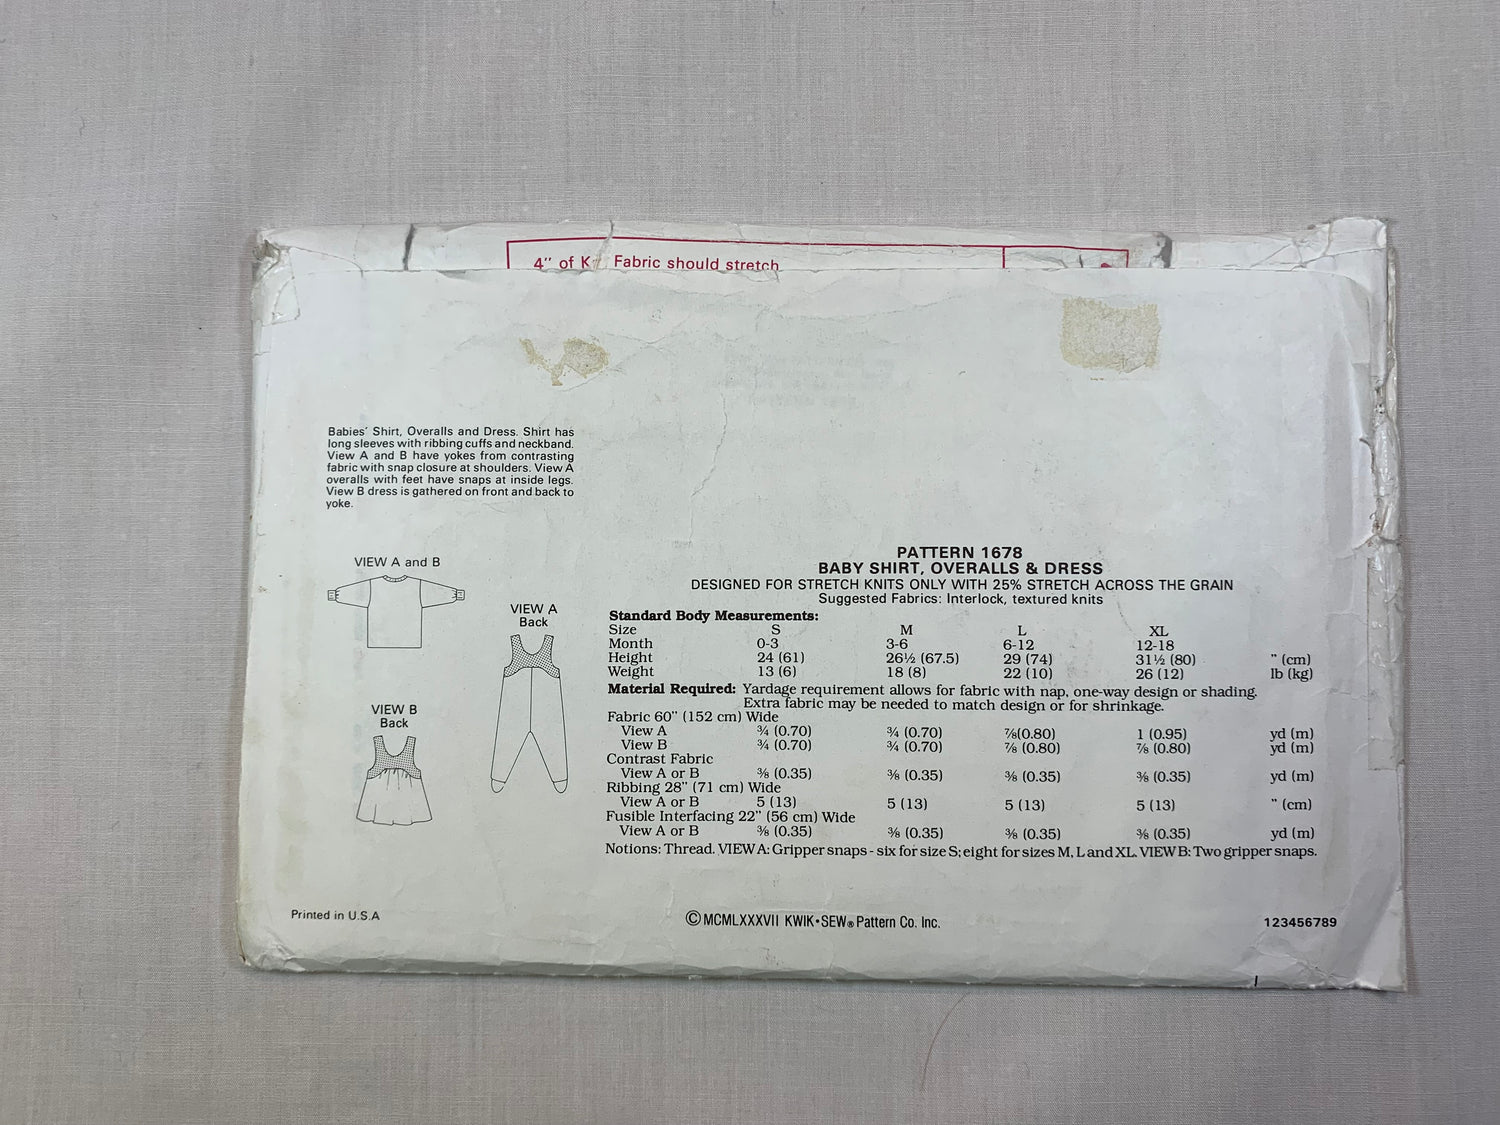 4" of K Fabric should stretch
Babies' Shirt, Overalls and Dress. Shirt has
long sleeves with ribbing cuffs and neckband.
View A and B have yokes from contrasting
fabric with snap closure at shoulders. View A
overalls with feet have snaps at inside legs.
View B dress is gathered on front and back to
yoke.
VIEW A and B
VIEW A
Back
VIEW B
Back
PATTERN 1678
BABY SHIRT, OVERALLS & DRESS
DESIGNED FOR STRETCH KNITS ONLY WITH 25% STRETCH ACROSS THE GRAIN
Suggested Fabrics: Interlock, textured knits
Standard Body Measurements:
Size S M L XL
Month 0-3 3-6 6-12 12-18
Height 24 (61) 26½ (67.5) 29 (74) 31½ (80) " (cm)
Weight 13 (6) 18 (8) 22 (10) 26 (12) lb (kg)
Material Required: Yardage requirement allows for fabric with nap, one-way design or shading.
Extra fabric may be needed to match design or for shrinkage.
Fabric 60" (152 cm) Wide
View A ¾ (0.70) ¾ (0.70) ⅞(0.80) 1 (0.95) yd (m)
View B ¾ (0.70) ¾ (0.70) ⅞ (0.80) ⅞ (0.80) yd (m)
Contrast Fabric
View A or B ⅜ (0.35) ⅜ (0.35) ⅜ (0.35) ⅜ (0.35) yd (m)
Ribbing 28" (71 cm) Wide
View A or B 5 (13) 5 (13) 5 (13) 5 (13) " (cm)
Fusible Interfacing 22" (56 cm) Wide
View A or B ⅜ (0.35) ⅜ (0.35) ⅜ (0.35) ⅜ (0.35) yd (m)
Notions: Thread. VIEW A: Gripper snaps - six for size S; eight for sizes M, L and XL. VIEW B: Two gripper snaps.
Printed in U.S.A
© MCMLXXXVII KWIK•SEW® Pattern Co. Inc.
123456789